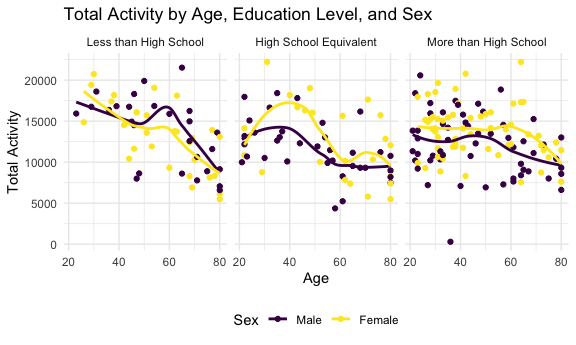 Total Activity by Age, Education Level, and Sex
Less than High School High School Equivalent More than High School
Total Activity
20000
15000
10000
5000
0
20 40 60 80 20 40 60 80 20 40 60 80
Age
Sex Male Female